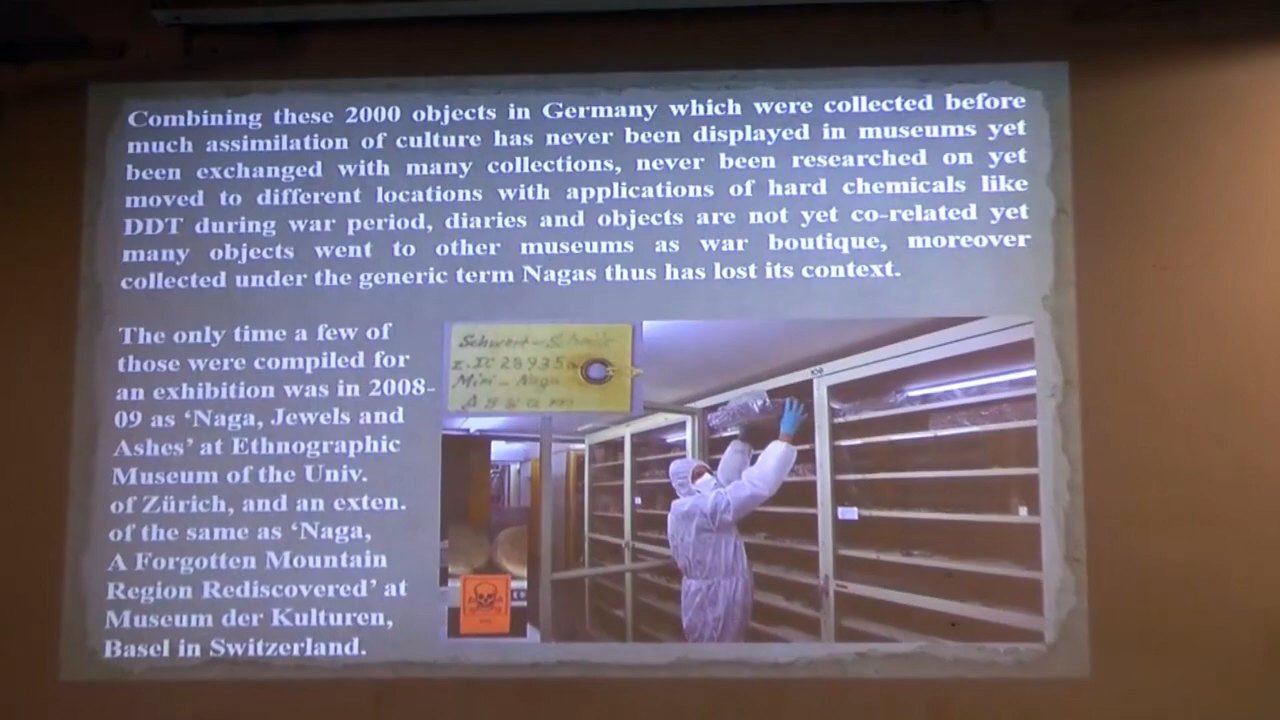 Combining these 2000 objects in Germany which were collected before
much assimilation of culture has never been displayed in museums yet
been exchanged with many collections, never been researched on yet
moved to different locations with applications of hard chemicals like
DDT during war period, diaries and objects are not yet co-related yet
many objects went to other museums as war boutique, moreover
collected under the generic term Nagas thus has lost its context.
The only time a few of
those were compiled for
an exhibition was in 2008-
09 as ‘Naga, Jewels and
Ashes’ at Ethnographic
Museum of the Univ.
of Zürich, and an exten.
of the same as ‘Naga,
A Forgotten Mountain
Region Rediscovered’ at
Museum der Kulturen,
Basel in Switzerland.
Schwert
Miri - Naga